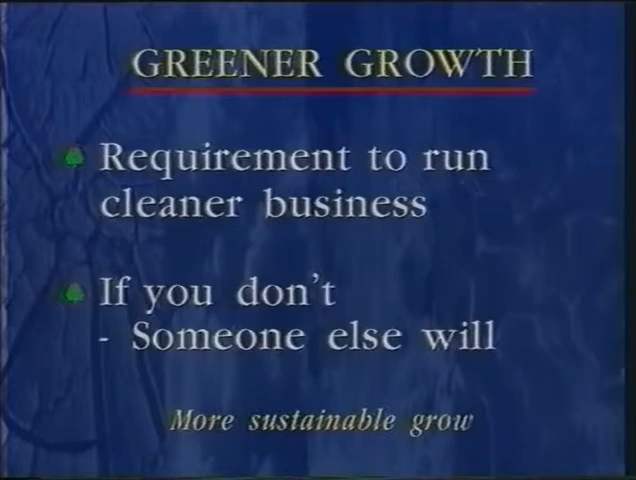 GREENER GROWTH
Requirement to run
cleaner business
If you don't
- Someone else will
More sustainable grow